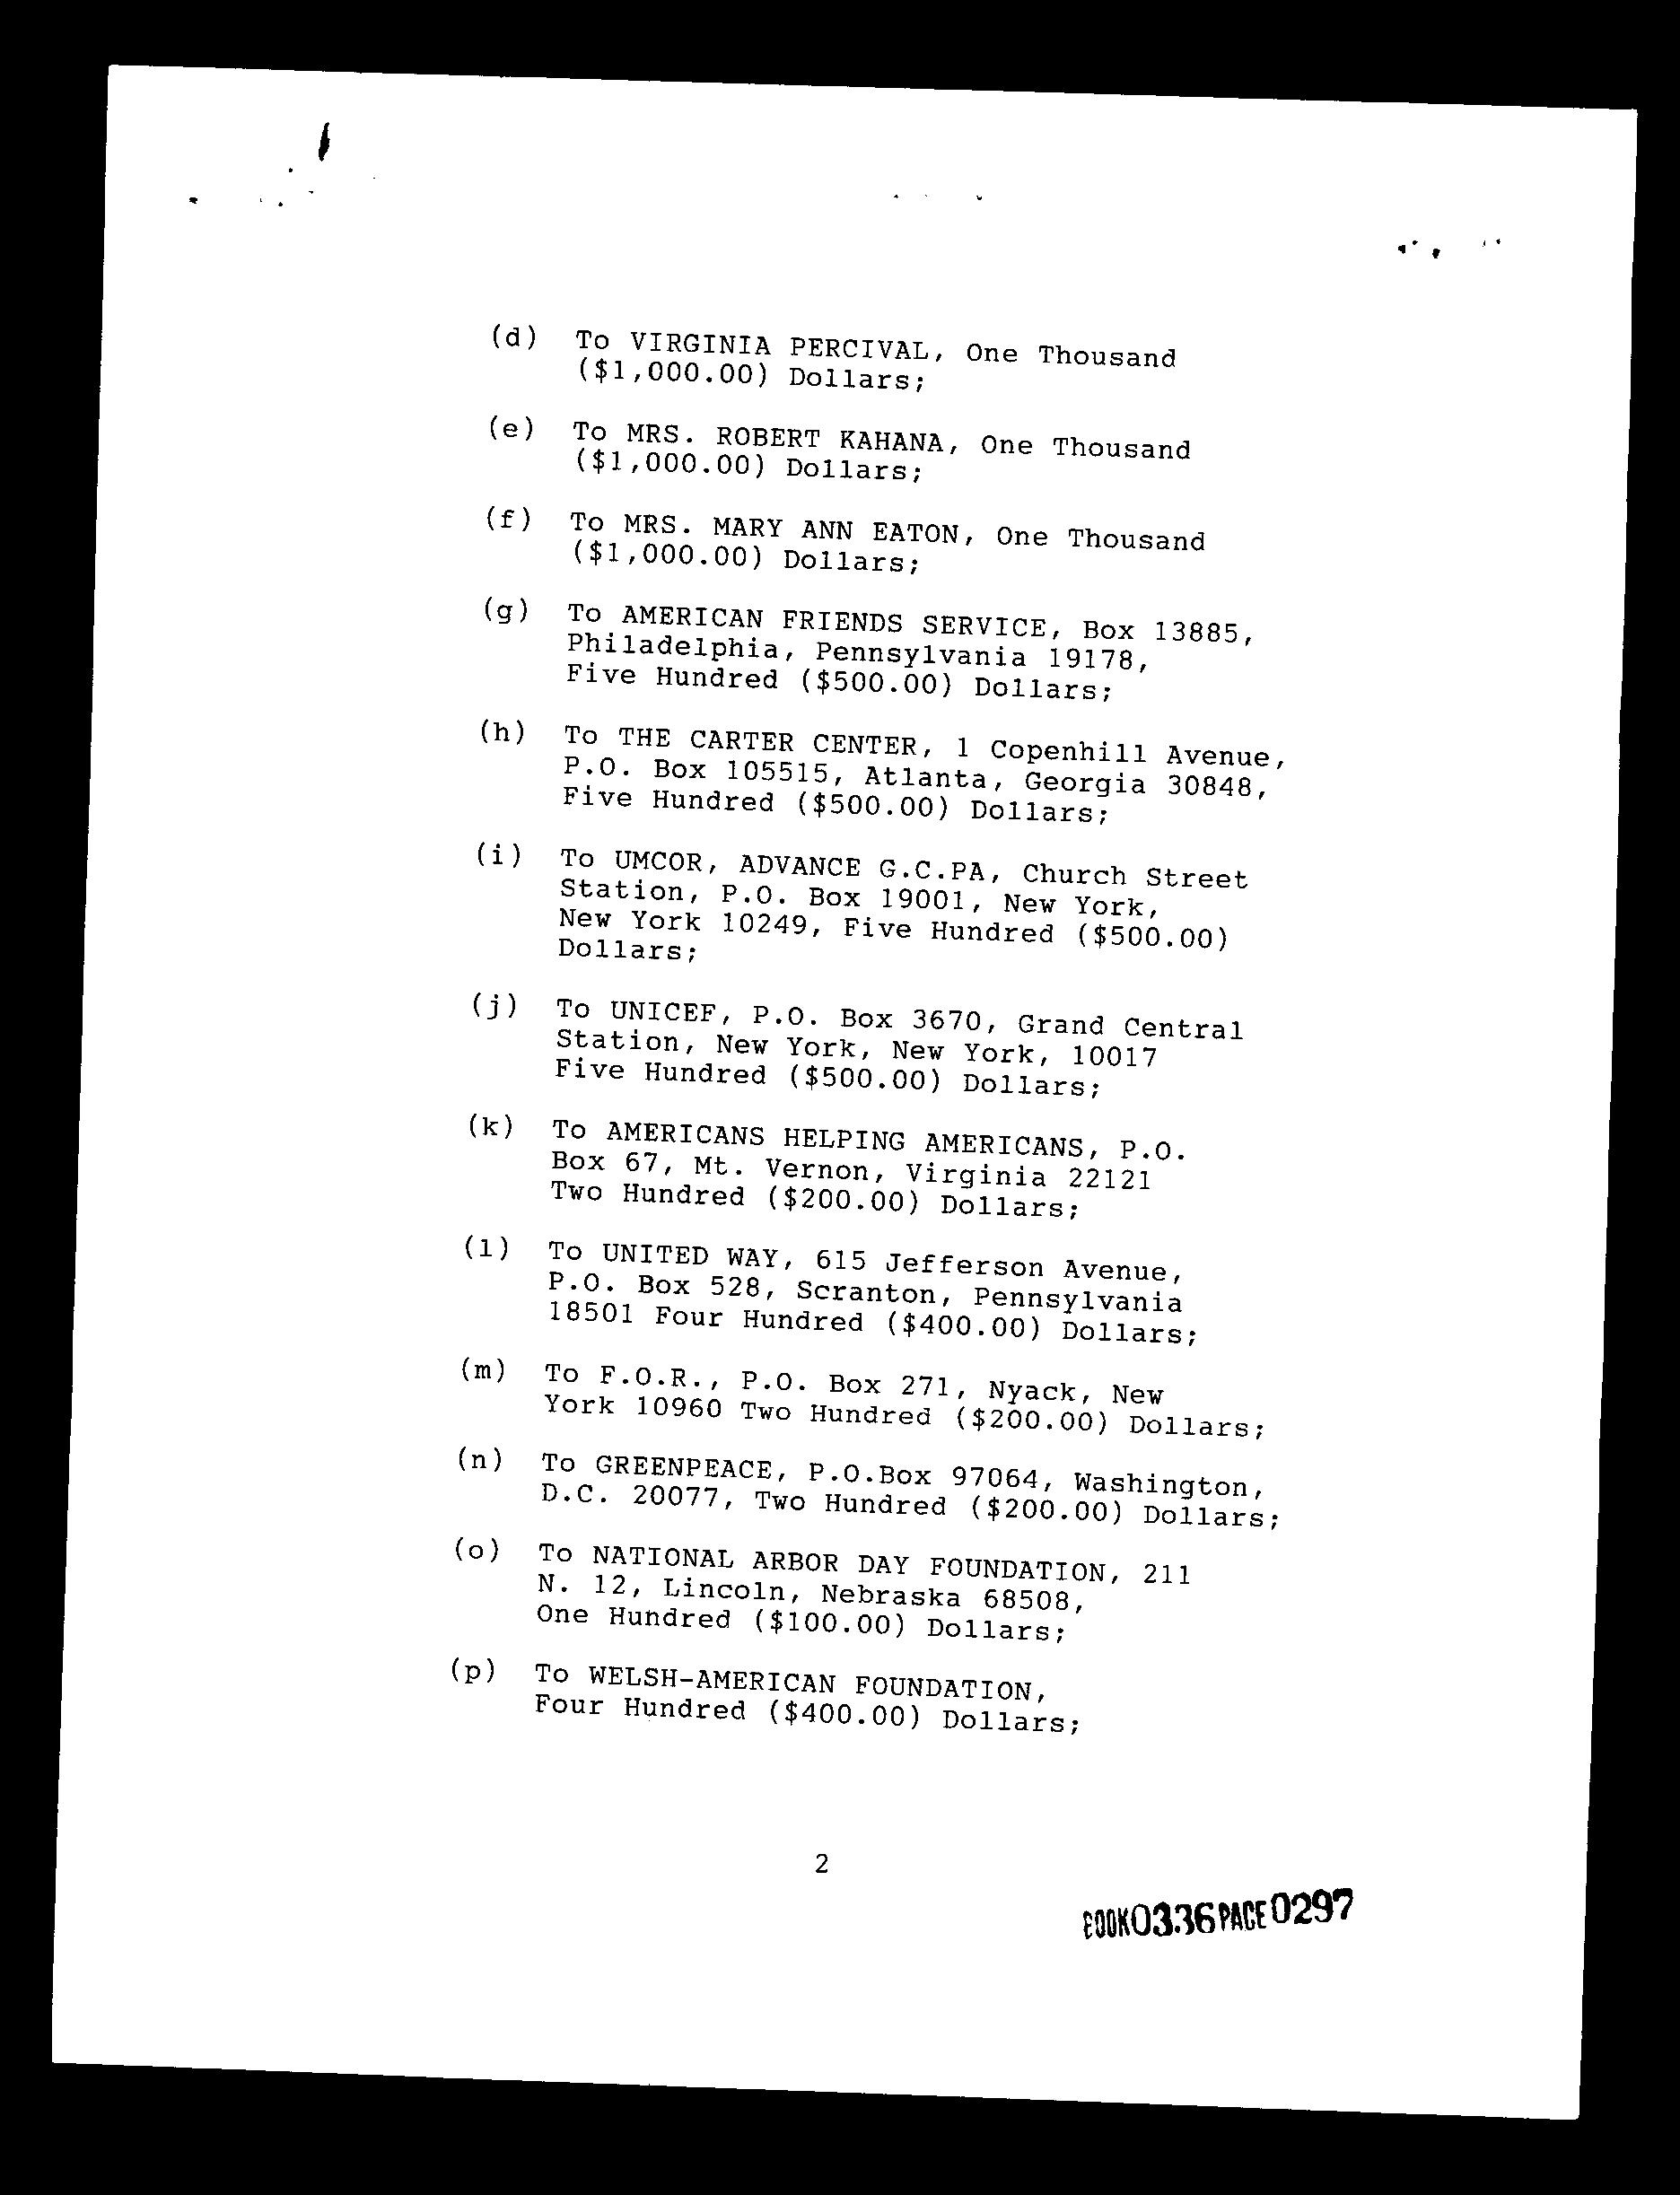 (d) To VIRGINIA PERCIVAL, One Thousand
($1,000.00) Dollars;
(e) To MRS. ROBERT KAHANA, One Thousand
($1,000.00) Dollars;
(f) To MRS. MARY ANN EATON, One Thousand
($1,000.00) Dollars;
(g) To AMERICAN FRIENDS SERVICE, Box 13885,
Philadelphia, Pennsylvania 19178,
Five Hundred ($500.00) Dollars;
(h) To THE CARTER CENTER, 1 Copenhill Avenue,
P.O. Box 105515, Atlanta, Georgia 30848,
Five Hundred ($500.00) Dollars;
(i) To UMCOR, ADVANCE G.C.PA, Church Street
Station, P.O. Box 19001, New York,
New York 10249, Five Hundred ($500.00)
Dollars;
(j) To UNICEF, P.O. Box 3670, Grand Central
Station, New York, New York, 10017
Five Hundred ($500.00) Dollars;
(k) To AMERICANS HELPING AMERICANS, P.O.
Box 67, Mt. Vernon, Virginia 22121
Two Hundred ($200.00) Dollars;
(l) To UNITED WAY, 615 Jefferson Avenue,
P.O. Box 528, Scranton, Pennsylvania
18501 Four Hundred ($400.00) Dollars;
(m) To F.O.R., P.O. Box 271, Nyack, New
York 10960 Two Hundred ($200.00) Dollars;
(n) To GREENPEACE, P.O.Box 97064, Washington,
D.C. 20077, Two Hundred ($200.00) Dollars;
(o) To NATIONAL ARBOR DAY FOUNDATION, 211
N. 12, Lincoln, Nebraska 68508,
One Hundred ($100.00) Dollars;
(p) To WELSH-AMERICAN FOUNDATION,
Four Hundred ($400.00) Dollars;
2
BOOK0336PAGE0297